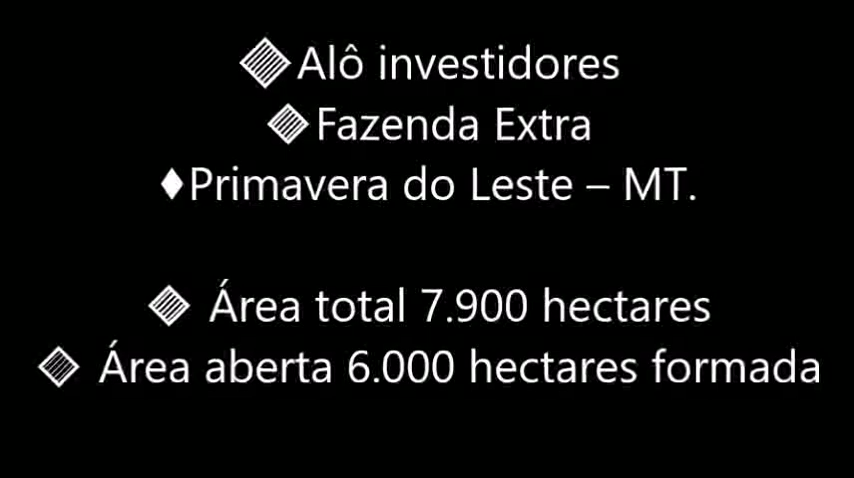 Alô investidores
Fazenda Extra
♦Primavera do Leste – MT.
Área total 7.900 hectares
Área aberta 6.000 hectares formada